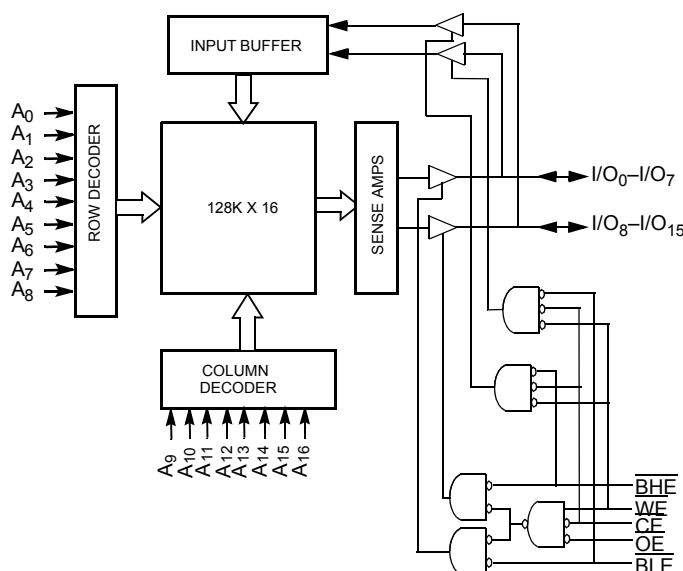 INPUT BUFFER
A0
A1
A2
A3
A4
A5
A6
A7
A8
ROW DECODER
128K X 16
SENSE AMPS
I/O0–I/O7
I/O8–I/O15
COLUMN
DECODER
A9
A10
A11
A12
A13
A14
A15
A16
BHE
WE
CE
OE
BLE